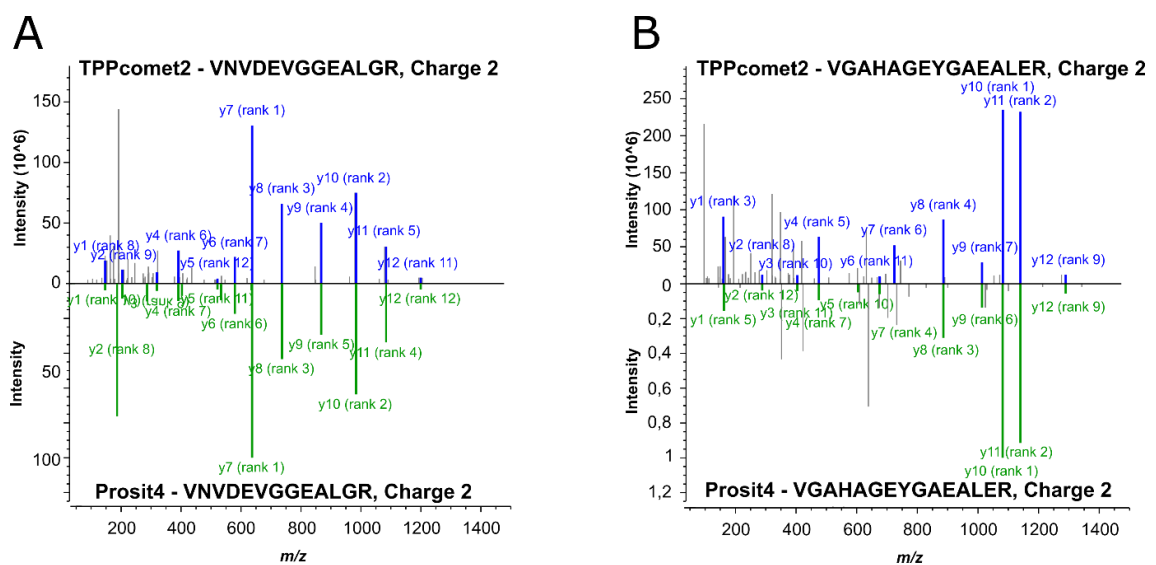 A
TPPcomet2 - VNVDEVGGEALGR, Charge 2
Intensity (10^6)
150
100
50
0
y1 (rank 8)
y2 (rank 9)
y4 (rank 6)
y5 (rank 12)
y6 (rank 7)
y7 (rank 1)
y8 (rank 3)
y9 (rank 4)
y10 (rank 2)
y11 (rank 5)
y12 (rank 11)
Intensity
50
100
y1 (rank 10)
y2 (rank 8)
y4 (rank 7)
y5 (rank 11)
y6 (rank 6)
y7 (rank 1)
y8 (rank 3)
y9 (rank 5)
y10 (rank 2)
y11 (rank 4)
y12 (rank 12)
Prosit4 - VNVDEVGGEALGR, Charge 2
200 400 600 800 1000 1200 1400
m/z
B
TPPcomet2 - VGAHAGEYGAEALER, Charge 2
Intensity (10^6)
250
200
150
100
50
0
y10 (rank 1)
y11 (rank 2)
y1 (rank 3)
y2 (rank 8)
y3 (rank 10)
y4 (rank 5)
y6 (rank 11)
y7 (rank 6)
y8 (rank 4)
y9 (rank 7)
y12 (rank 9)
Intensity
0,2
0,4
0,6
0,8
1
1,2
y1 (rank 5)
y2 (rank 12)
y3 (rank 11)
y4 (rank 7)
y5 (rank 10)
y7 (rank 4)
y8 (rank 3)
y9 (rank 6)
y12 (rank 9)
y11 (rank 2)
y10 (rank 1)
Prosit4 - VGAHAGEYGAEALER, Charge 2
200 400 600 800 1000 1200 1400
m/z